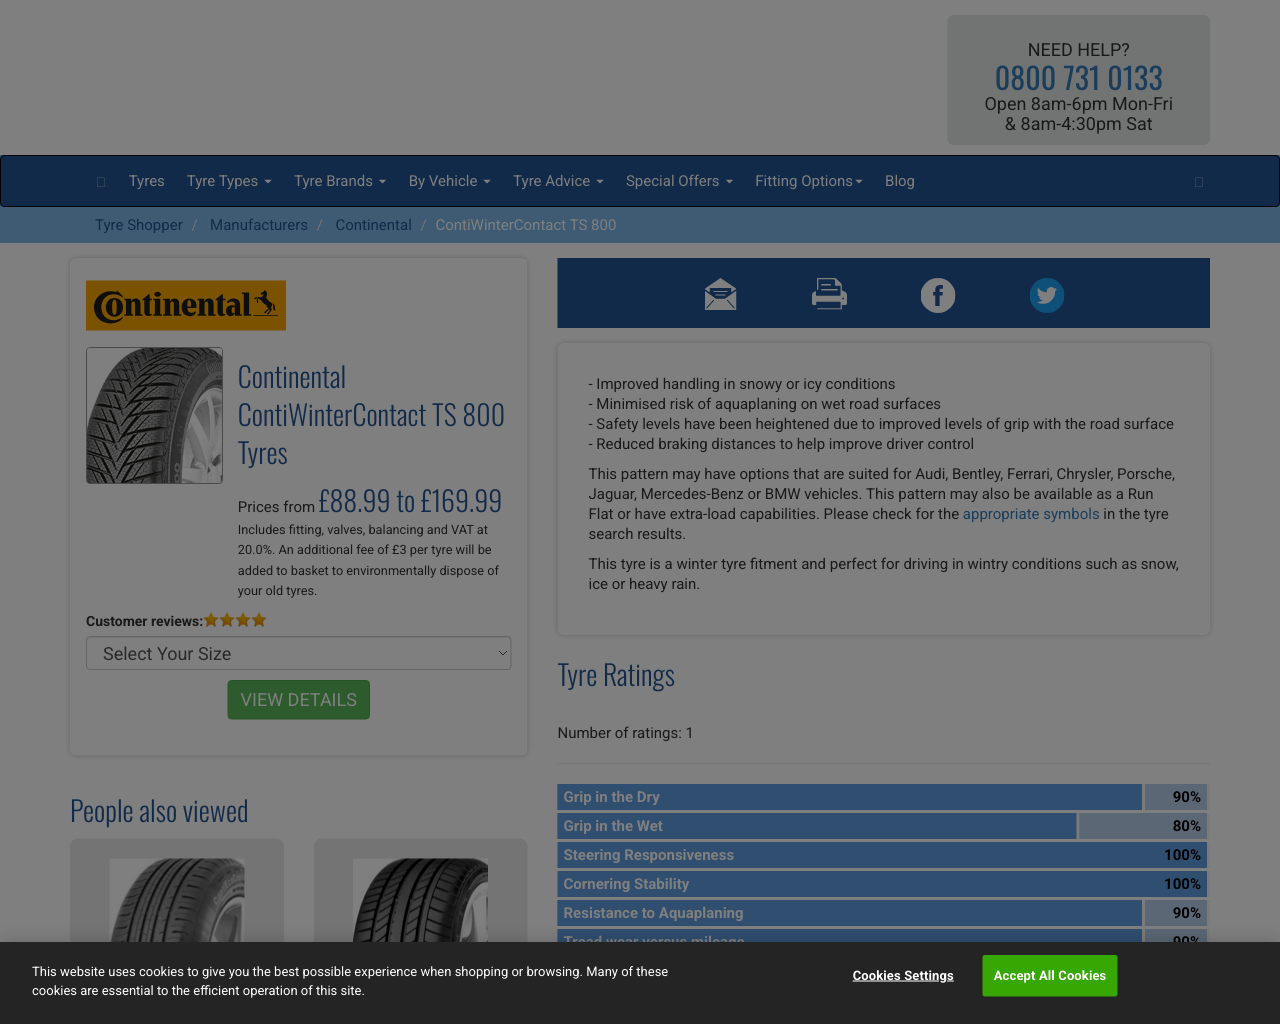 NEED HELP?
0800 731 0133
Open 8am-6pm Mon-Fri
& 8am-4:30pm Sat
Tyres
Tyre Types
Tyre Brands
By Vehicle
Tyre Advice
Special Offers
Fitting Options
Blog
Tyre Shopper / Manufacturers / Continental / ContiWinterContact TS 800
Continental
Continental
ContiWinterContact TS 800
Tyres
Prices from £88.99 to £169.99
Includes fitting, valves, balancing and VAT at
20.0%. An additional fee of £3 per tyre will be
added to basket to environmentally dispose of
your old tyres.
Customer reviews:
Select Your Size
VIEW DETAILS
People also viewed
- Improved handling in snowy or icy conditions
- Minimised risk of aquaplaning on wet road surfaces
- Safety levels have been heightened due to improved levels of grip with the road surface
- Reduced braking distances to help improve driver control
This pattern may have options that are suited for Audi, Bentley, Ferrari, Chrysler, Porsche,
Jaguar, Mercedes-Benz or BMW vehicles. This pattern may also be available as a Run
Flat or have extra-load capabilities. Please check for the appropriate symbols in the tyre
search results.
This tyre is a winter tyre fitment and perfect for driving in wintry conditions such as snow,
ice or heavy rain.
Tyre Ratings
Number of ratings: 1
Grip in the Dry 90%
Grip in the Wet 80%
Steering Responsiveness 100%
Cornering Stability 100%
Resistance to Aquaplaning 90%
Tread wear versus mileage 90%
This website uses cookies to give you the best possible experience when shopping or browsing. Many of these
cookies are essential to the efficient operation of this site.
Cookies Settings
Accept All Cookies